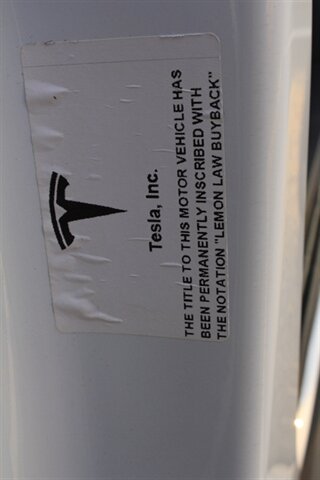 Tesla, Inc.
THE TITLE TO THIS MOTOR VEHICLE HAS
BEEN PERMANENTLY INSCRIBED WITH
THE NOTATION "LEMON LAW BUYBACK"